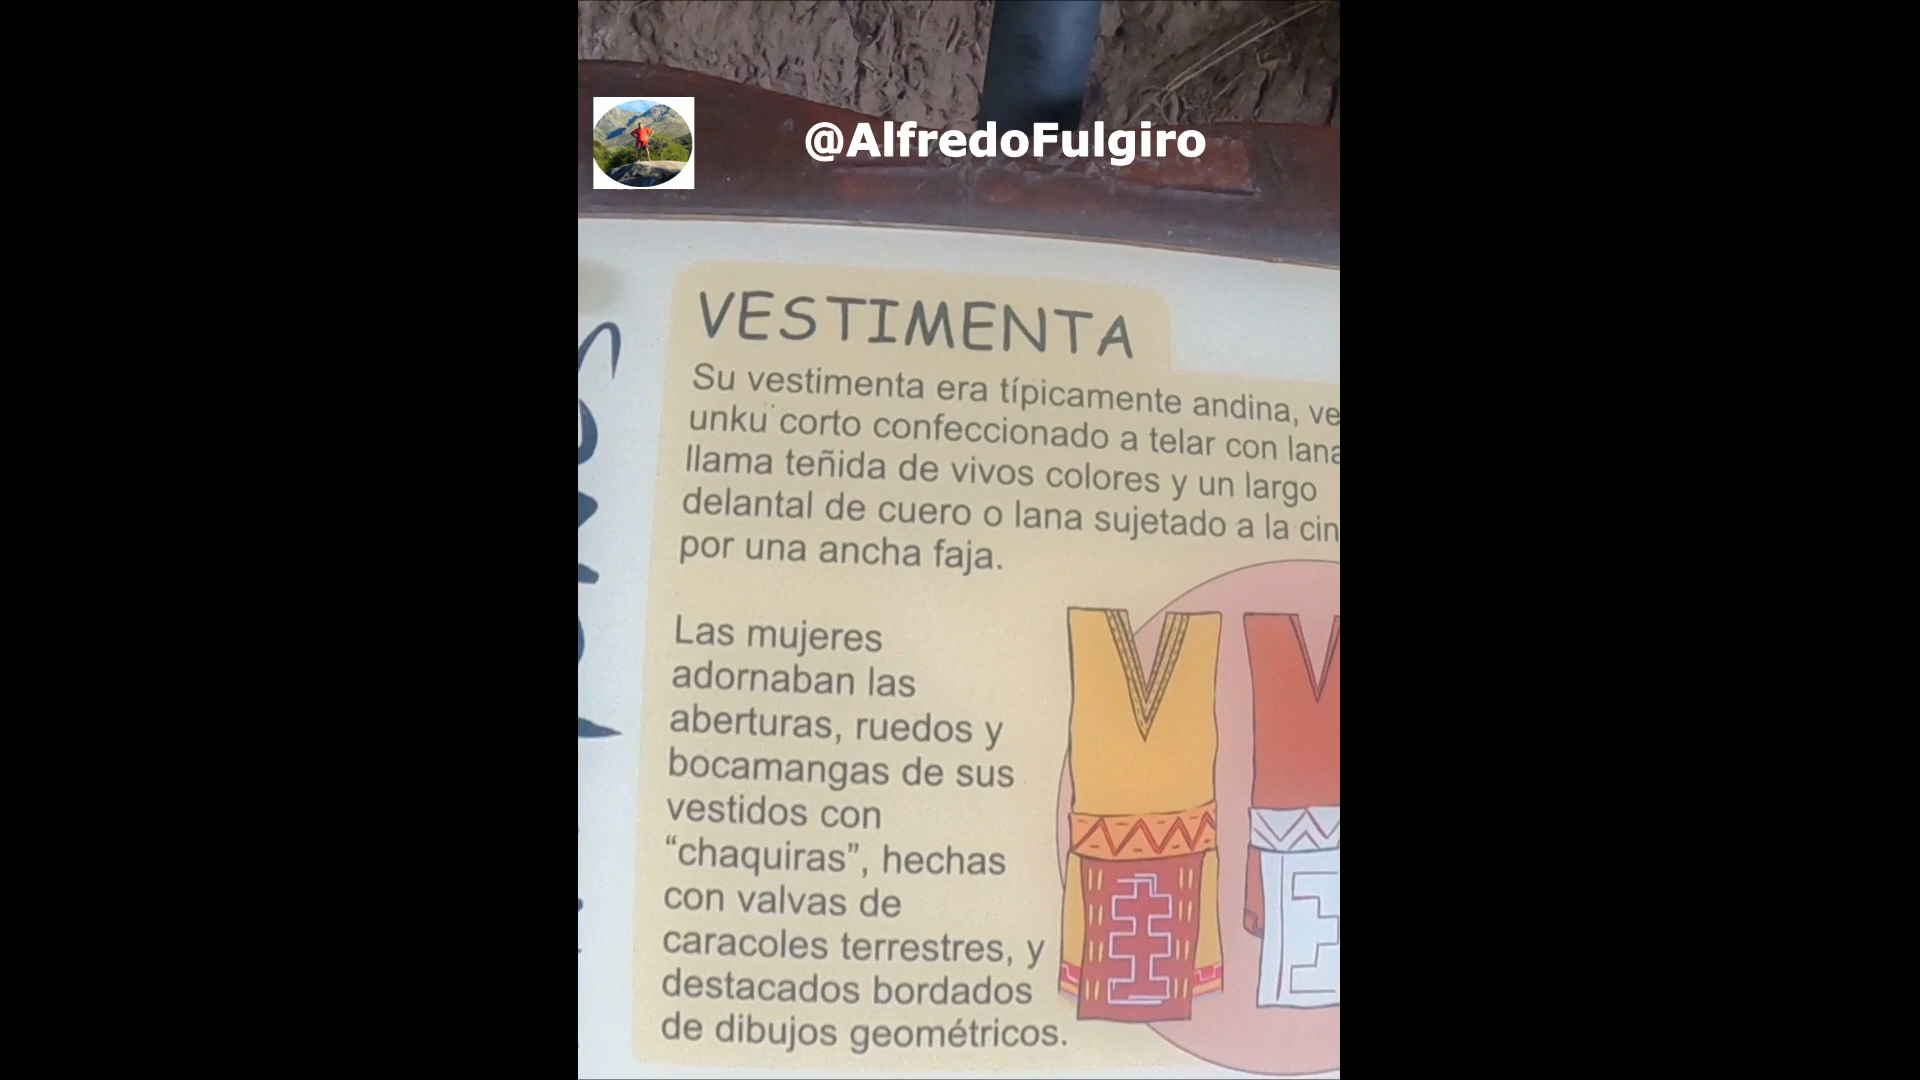 @AlfredoFulgiro
VESTIMENTA
Su vestimenta era típicamente andina,
unku corto confeccionado a telar con
llama teñida de vivos colores y un largo
delantal de cuero o lana sujetado a la
por una ancha faja.
Las mujeres
adornaban las
aberturas, ruedos y
bocamangas de sus
vestidos con
“chaquiras”, hechas
con valvas de
caracoles terrestres, y
destacados bordados
de dibujos geométricos.